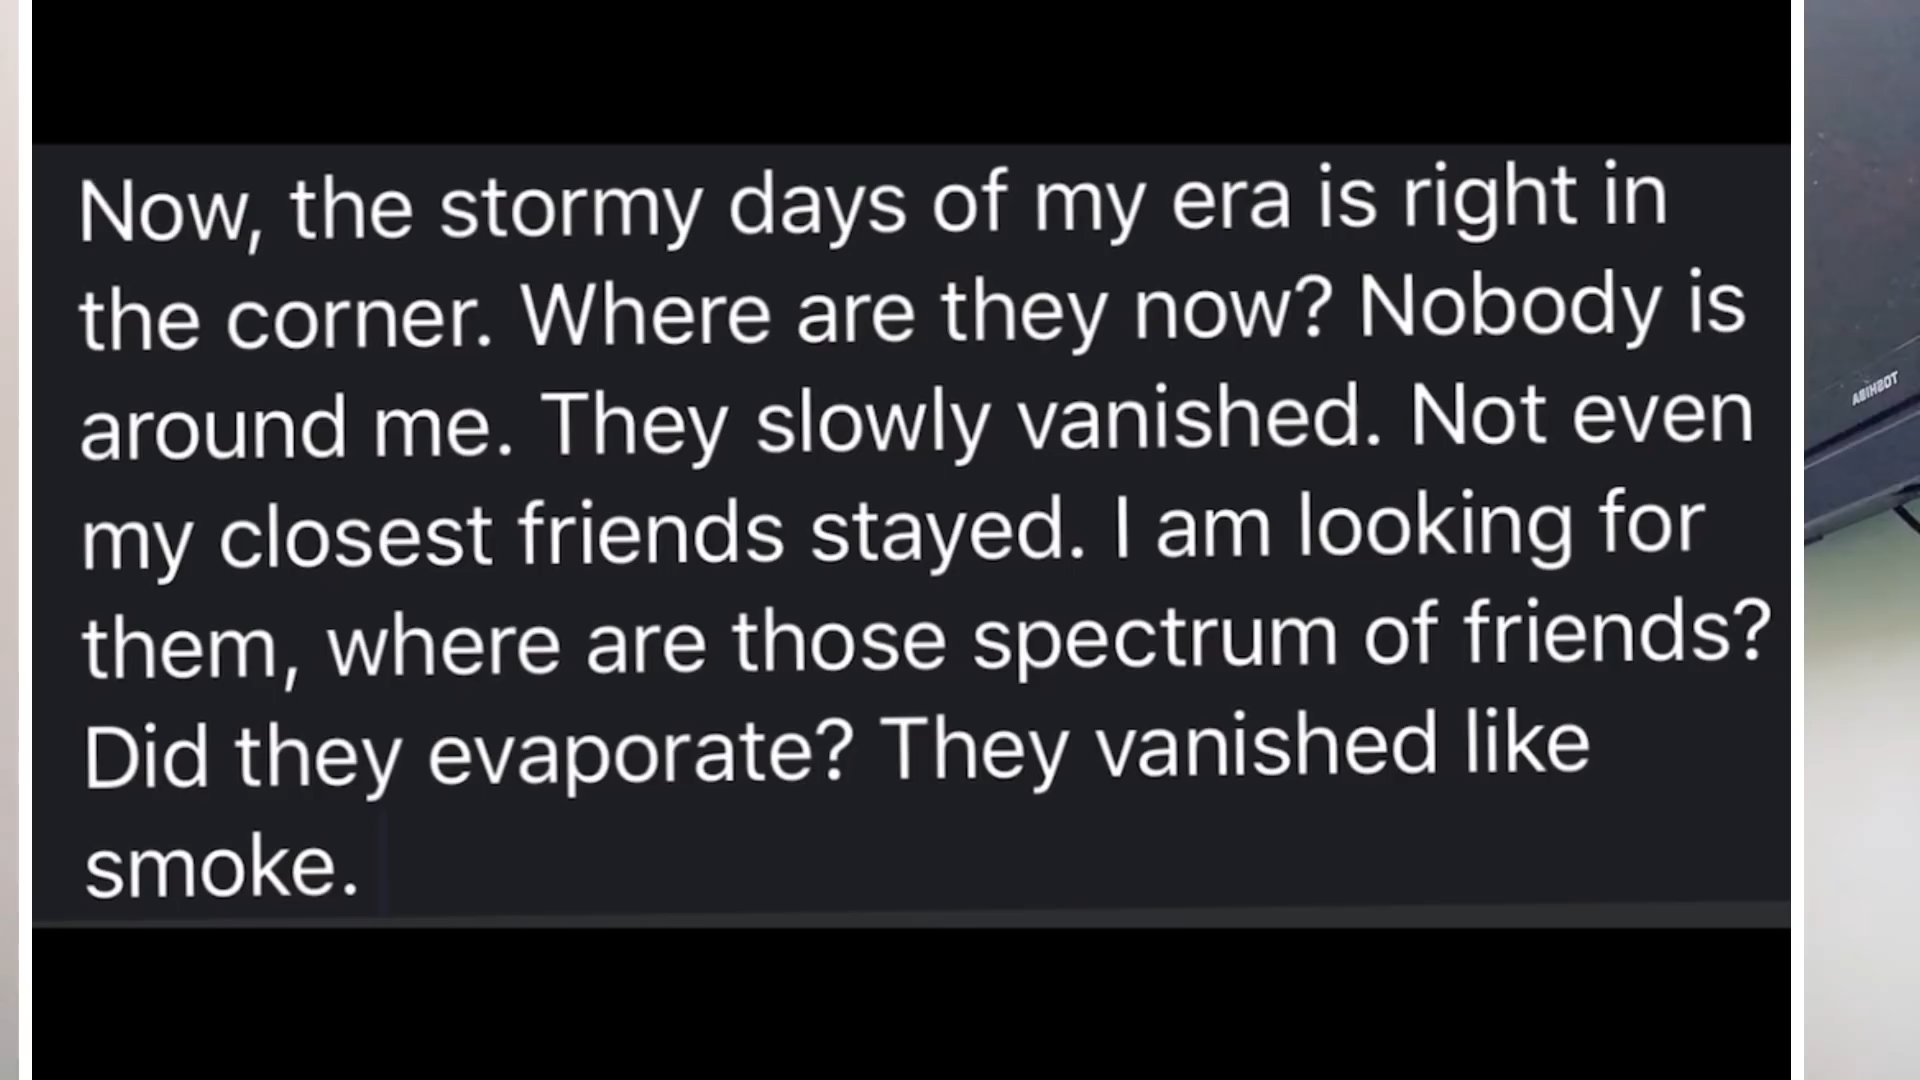 Now, the stormy days of my era is right in
the corner. Where are they now? Nobody is
around me. They slowly vanished. Not even
my closest friends stayed. I am looking for
them, where are those spectrum of friends?
Did they evaporate? They vanished like
smoke.
TOSHIBA